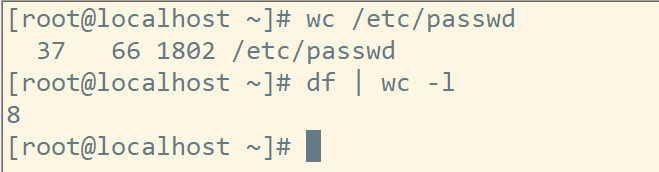 [root@localhost ~]# wc /etc/passwd
  37   66 1802 /etc/passwd
[root@localhost ~]# df | wc -l
8
[root@localhost ~]#